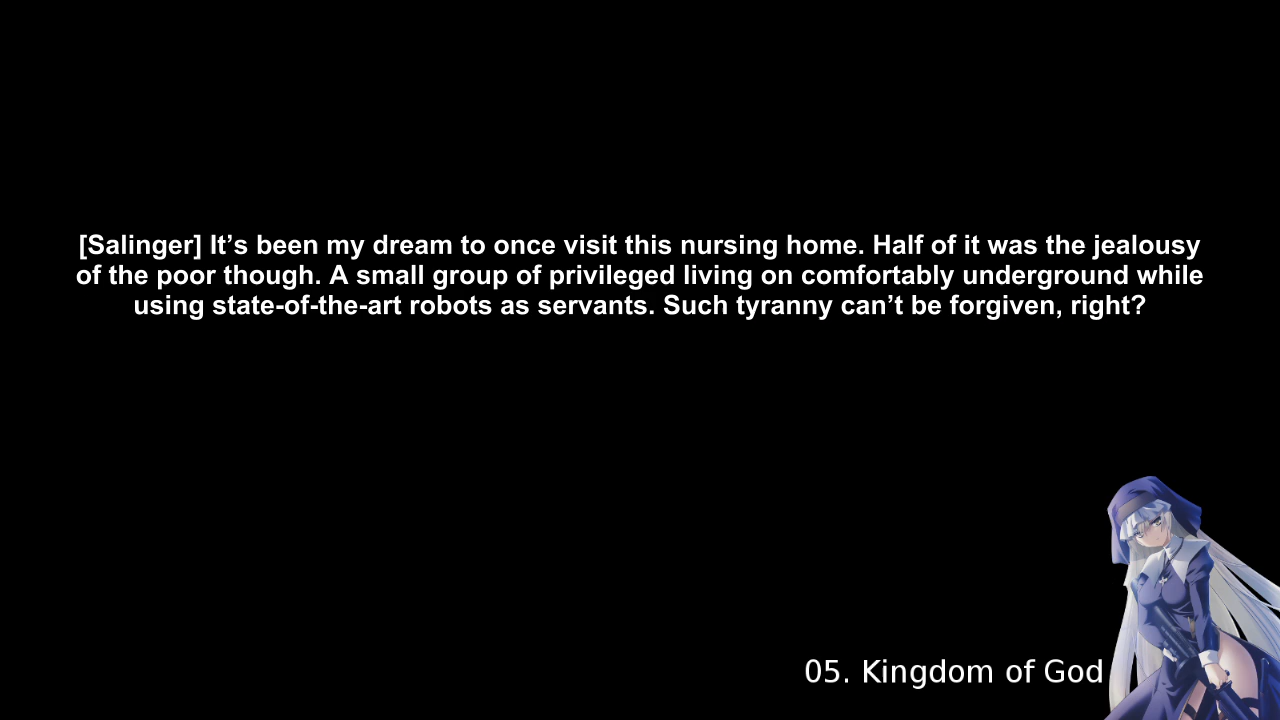 [Salinger] It’s been my dream to once visit this nursing home. Half of it was the jealousy
of the poor though. A small group of privileged living on comfortably underground while
using state-of-the-art robots as servants. Such tyranny can’t be forgiven, right?
05. Kingdom of God